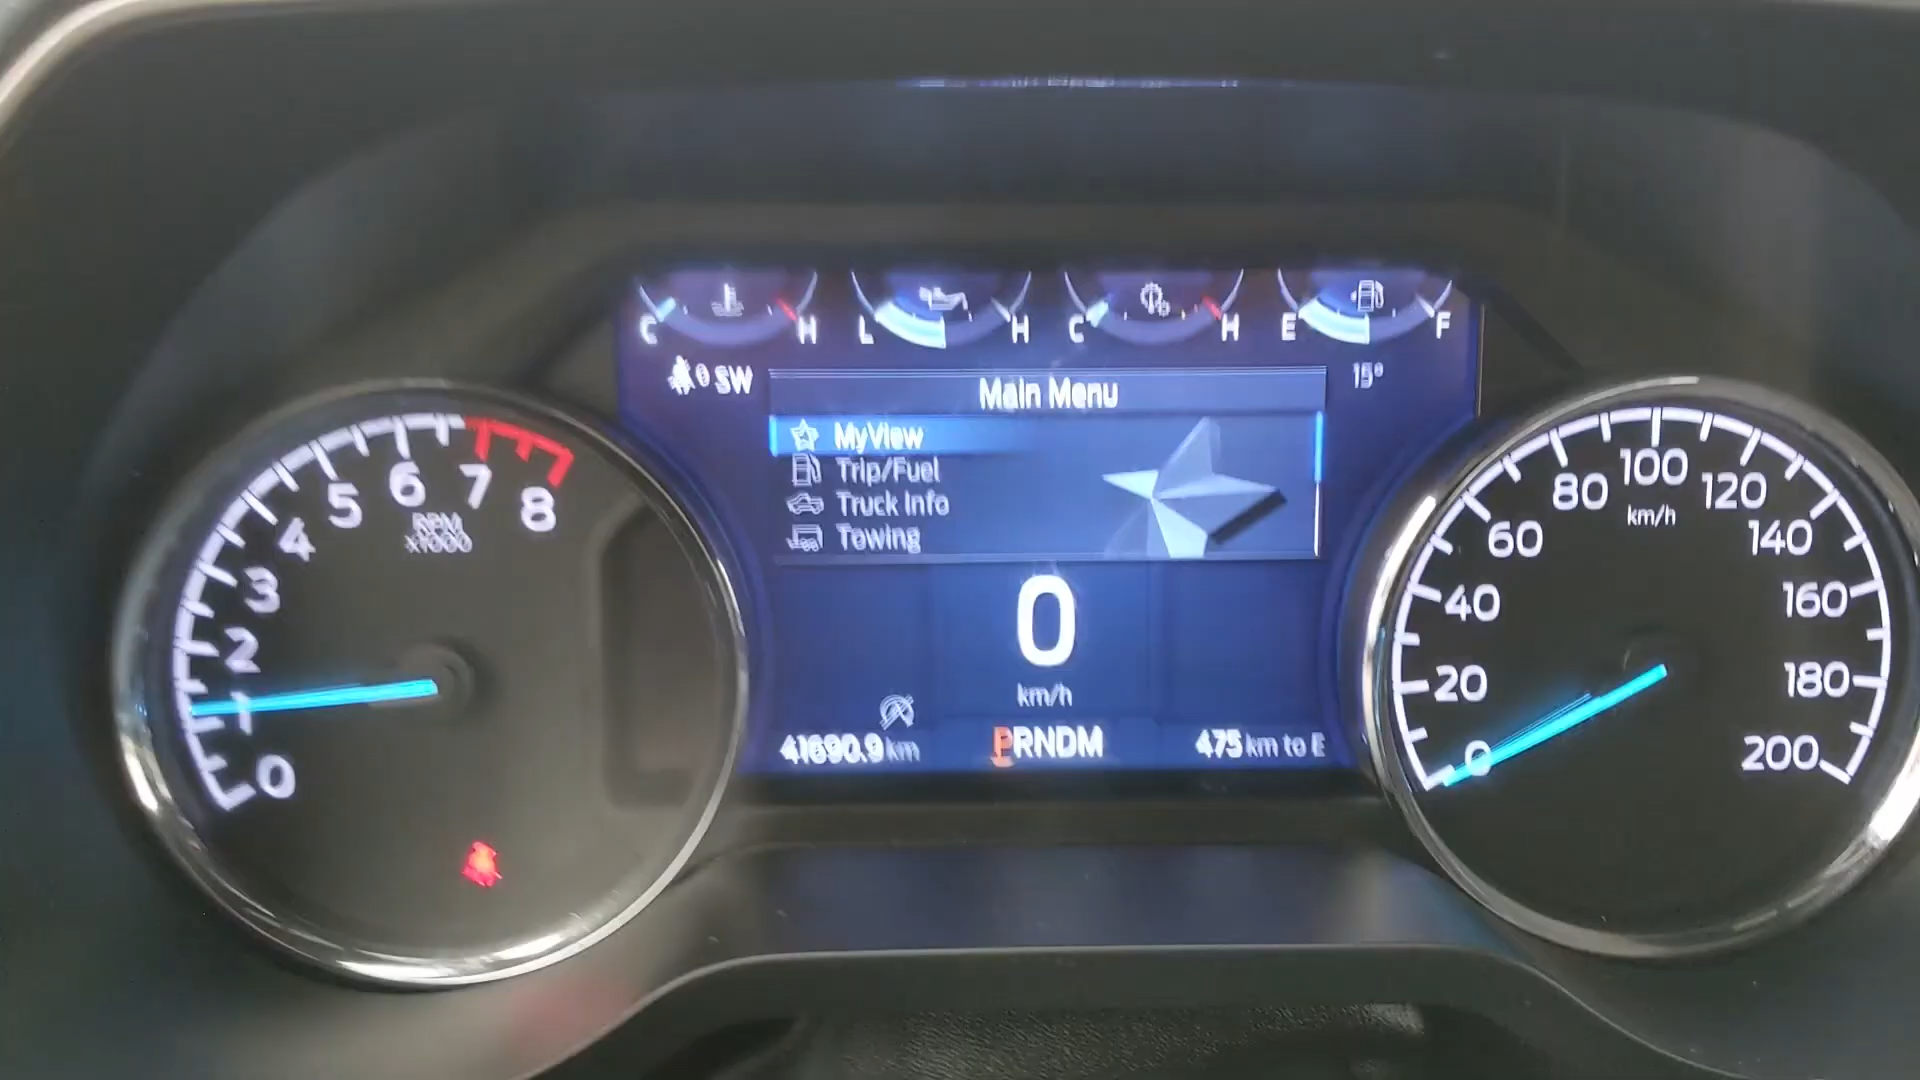 C H L H C H E F
SW 15°
Main Menu
MyView
Trip/Fuel
Truck Info
Towing
0
km/h
41690.9 km PRNDM 475 km to E
0 1 2 3 4 5 6 7 8
RPM
x1000
0 20 40 60 80 100 120 140 160 180 200
km/h